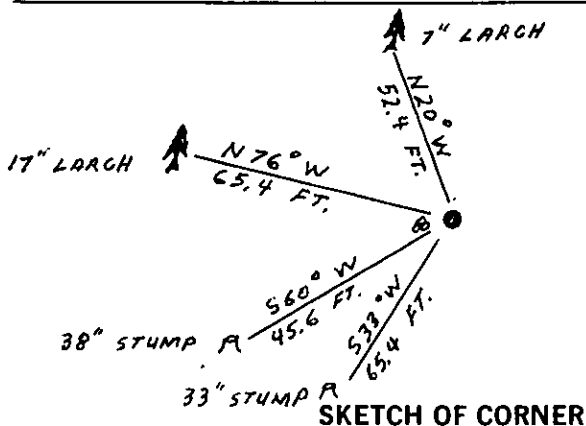 7" LARCH
N20°W
52.4 FT.
17" LARCH
N76°W
65.4 FT.
S60°W
45.6 FT.
S33°W
65.4 FT.
38" STUMP
33" STUMP
SKETCH OF CORNER